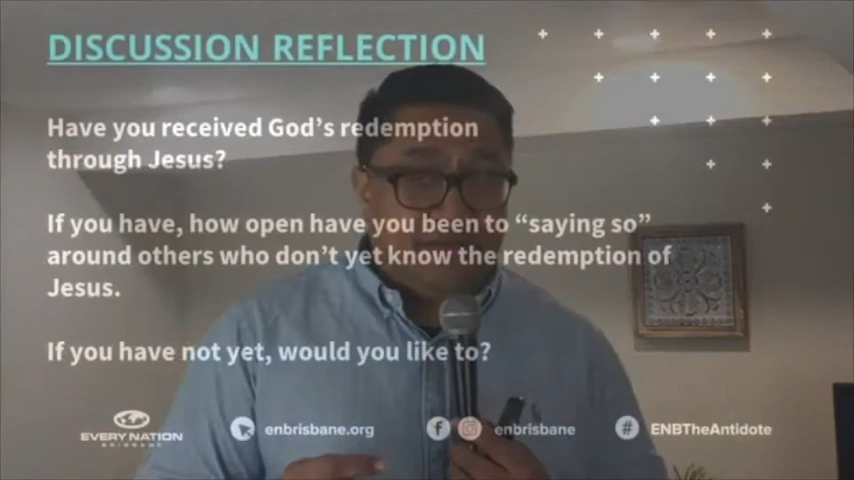 DISCUSSION REFLECTION
Have you received God's redemption
through Jesus?
If you have, how open have you been to “saying so”
around others who don't yet know the redemption of
Jesus.
If you have not yet, would you like to?
EVERY NATION
BRISBANE
enbrisbane.org
enbrisbane
# ENBTheAntidote